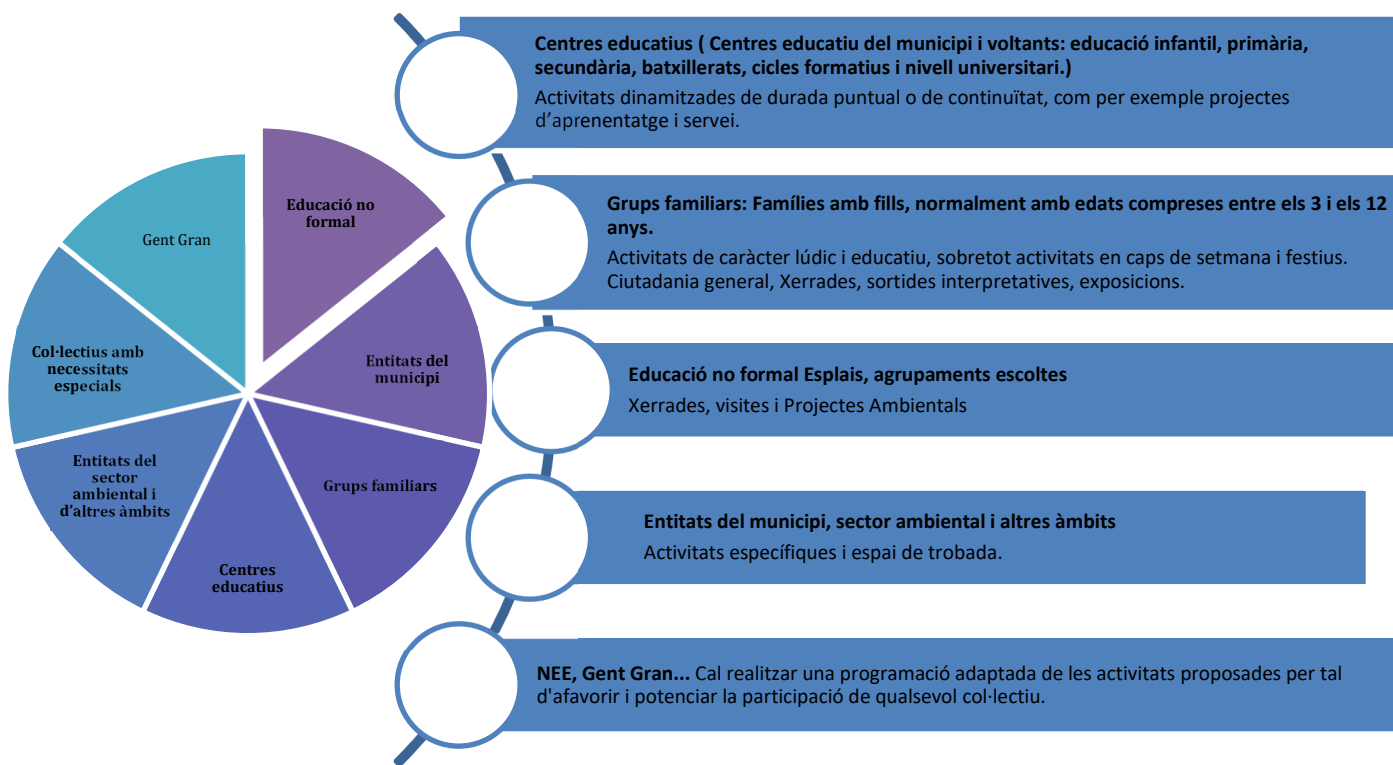 Educació no
formal
Gent Gran
Entitats del
municipi
Col·lectius amb
necessitats
especials
Grups familiars
Entitats del
sector
ambiental i
d'altres àmbits
Centres
educatius
Centres educatius ( Centres educatiu del municipi i voltants: educació infantil, primària,
secundària, batxillerats, cicles formatius i nivell universitari.)
Activitats dinamitzades de durada puntual o de continuïtat, com per exemple projectes
d'aprenentatge i servei.
Grups familiars: Famílies amb fills, normalment amb edats compreses entre els 3 i els 12
anys.
Activitats de caràcter lúdic i educatiu, sobretot activitats en caps de setmana i festius.
Ciutadania general, Xerrades, sortides interpretatives, exposicions.
Educació no formal Esplais, agrupaments escoltes
Xerrades, visites i Projectes Ambientals
Entitats del municipi, sector ambiental i altres àmbits
Activitats específiques i espai de trobada.
NEE, Gent Gran... Cal realitzar una programació adaptada de les activitats proposades per tal
d'afavorir i potenciar la participació de qualsevol col·lectiu.